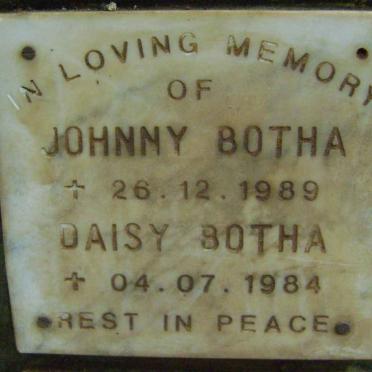 IN LOVING MEMORY
OF
JOHNNY BOTHA
† 26.12.1989
DAISY BOTHA
† 04.07.1984
REST IN PEACE